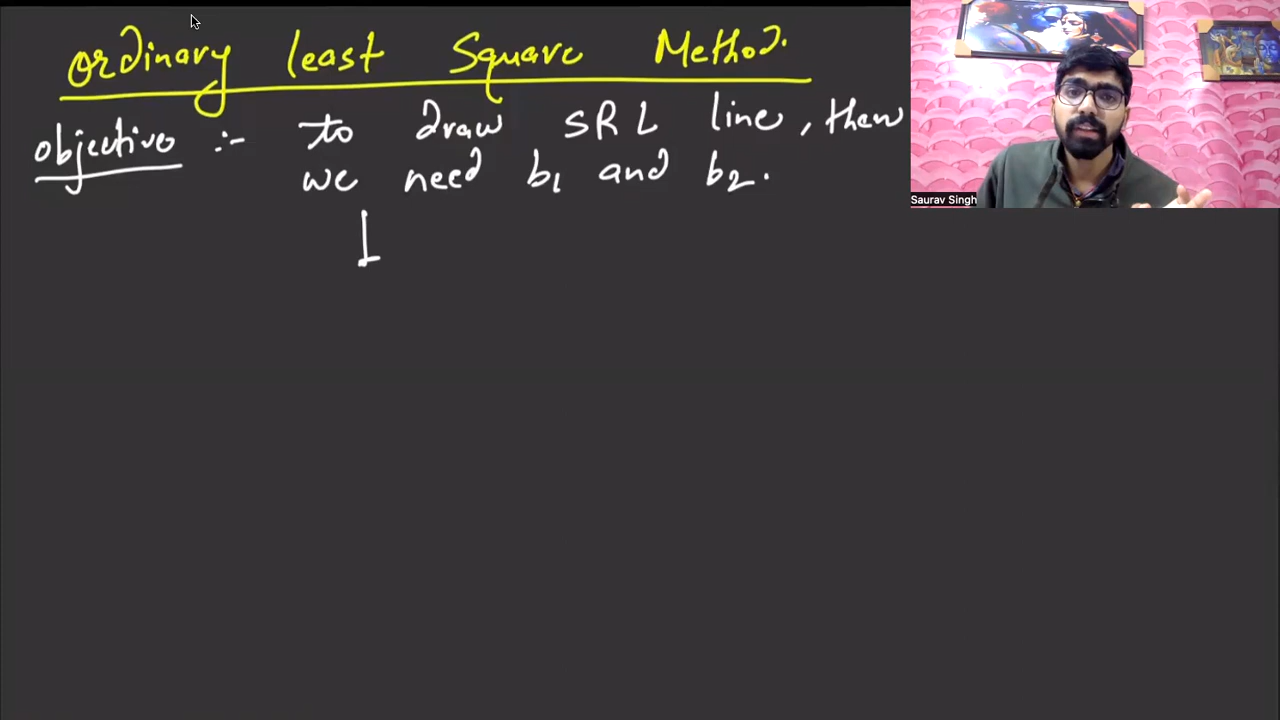 ordinary least Square Method.
objective :- to draw SRL line, then
we need b1 and b2.
I
Saurav Singh